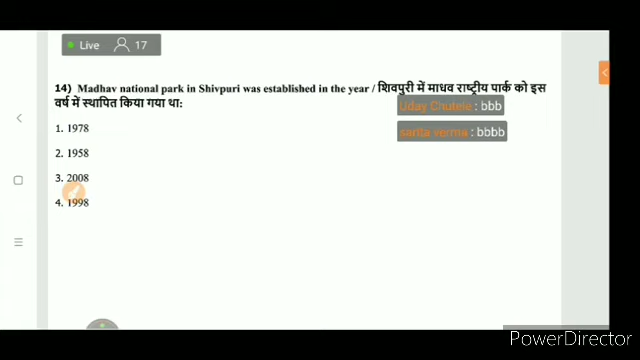 Live 17
14) Madhav national park in Shivpuri was established in the year / शिवपुरी में माधव राष्ट्रीय पार्क को इस
वर्ष में स्थापित किया गया था:
Uday Chutele : bbb
1. 1978
sarita verma : bbbb
2. 1958
3. 2008
4. 1998
PowerDirector